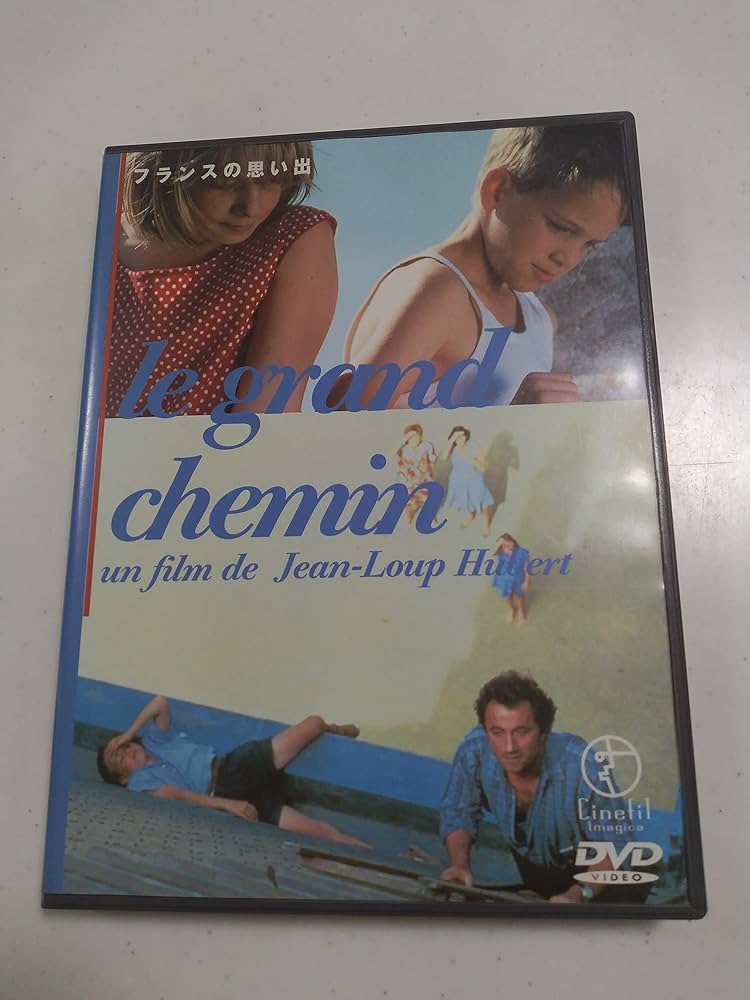 フランスの思い出
le grand
chemin
un film de Jean-Loup Hubert
Cinefil
Imagica
DVD
VIDEO